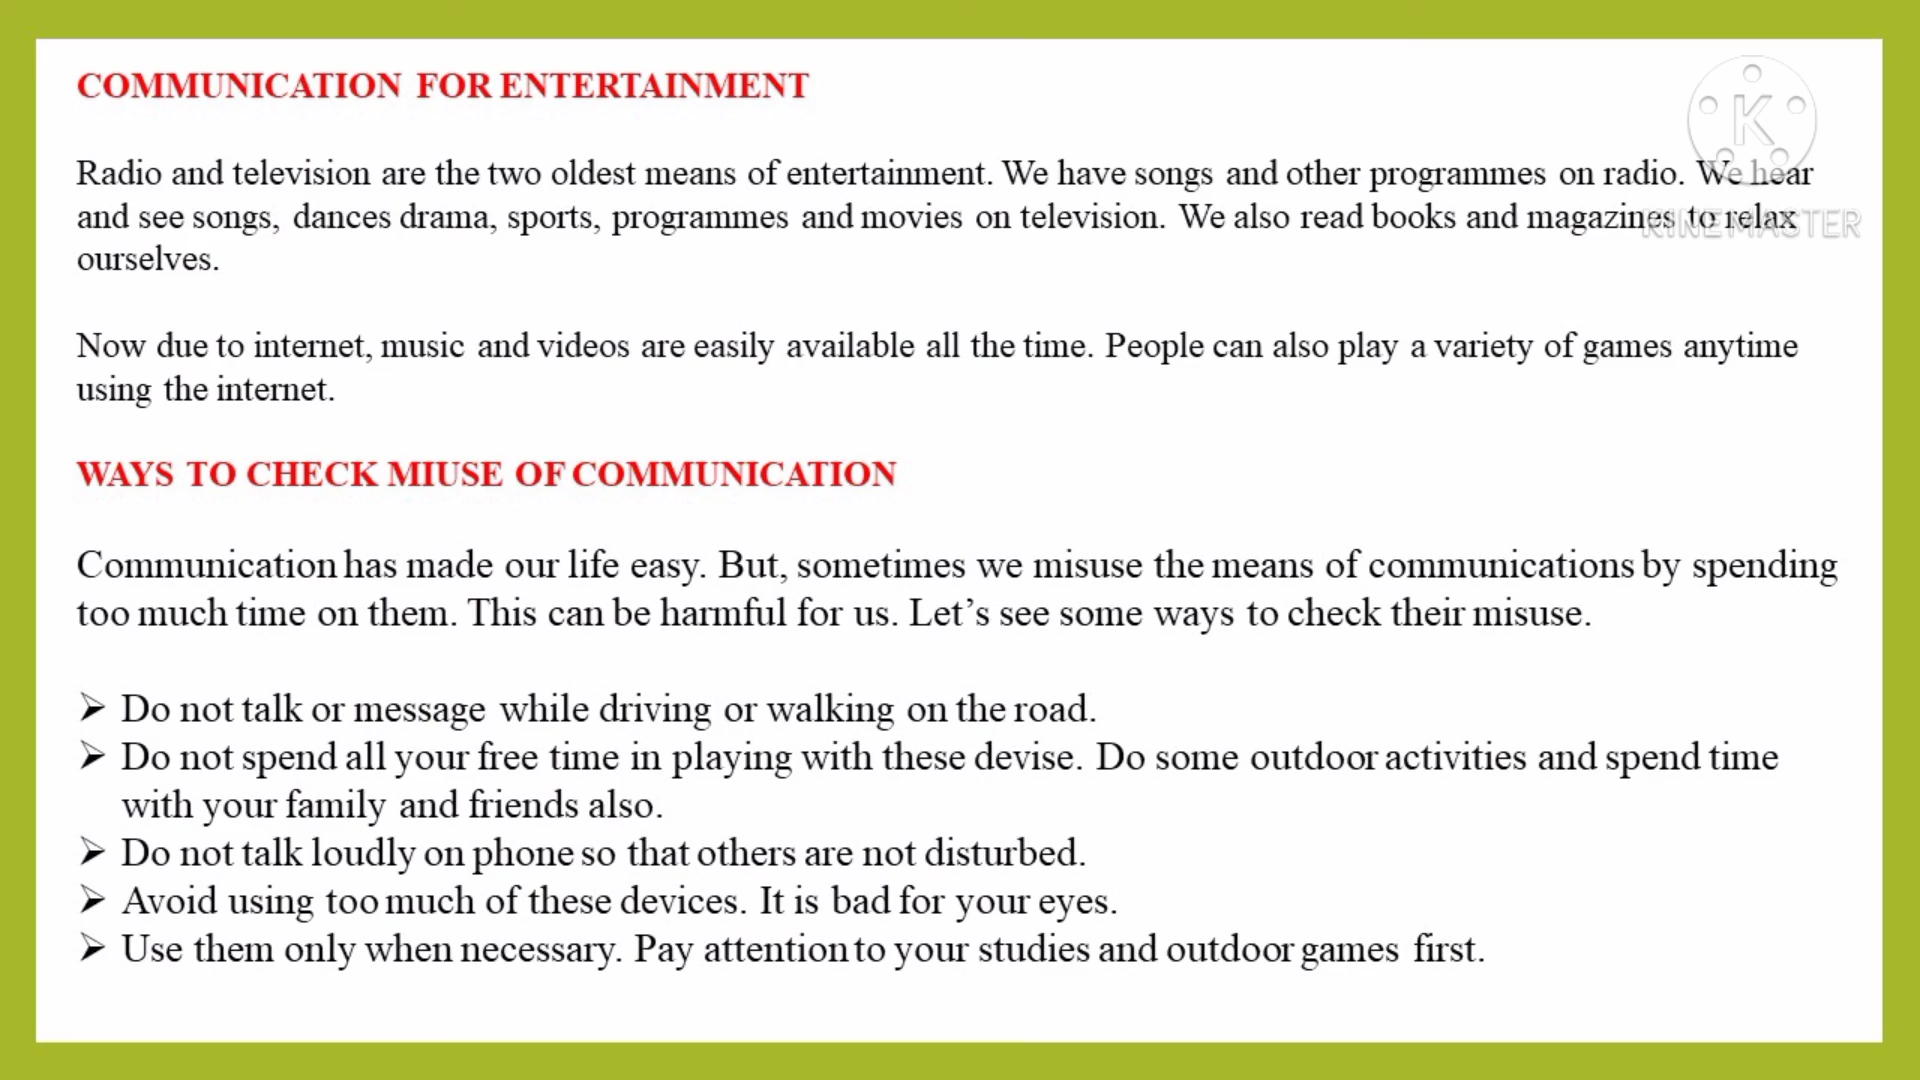 COMMUNICATION FOR ENTERTAINMENT
Radio and television are the two oldest means of entertainment. We have songs and other programmes on radio. We hear
and see songs, dances drama, sports, programmes and movies on television. We also read books and magazines to relax
ourselves.
Now due to internet, music and videos are easily available all the time. People can also play a variety of games anytime
using the internet.
WAYS TO CHECK MIUSE OF COMMUNICATION
Communication has made our life easy. But, sometimes we misuse the means of communications by spending
too much time on them. This can be harmful for us. Let’s see some ways to check their misuse.
➢ Do not talk or message while driving or walking on the road.
➢ Do not spend all your free time in playing with these devise. Do some outdoor activities and spend time
with your family and friends also.
➢ Do not talk loudly on phone so that others are not disturbed.
➢ Avoid using too much of these devices. It is bad for your eyes.
➢ Use them only when necessary. Pay attention to your studies and outdoor games first.
K
KINEMASTER